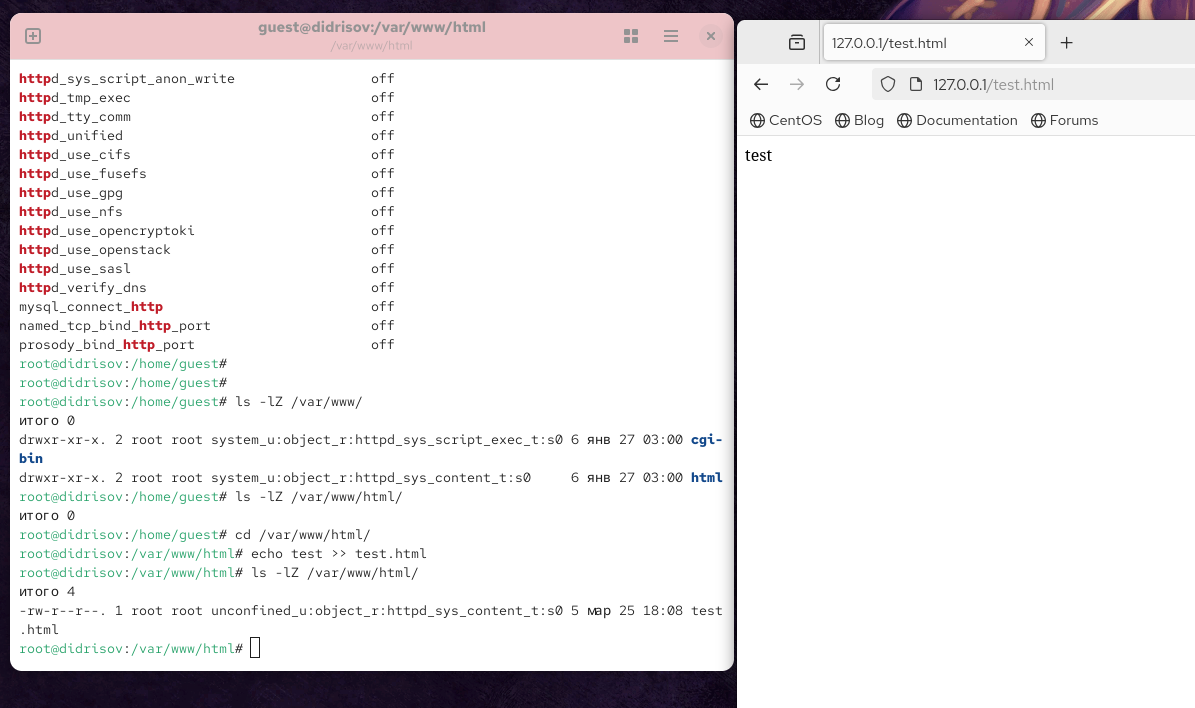 guest@didrisov:/var/www/html
/var/www/html
httpd_sys_script_anon_write off
httpd_tmp_exec off
httpd_tty_comm off
httpd_unified off
httpd_use_cifs off
httpd_use_fusefs off
httpd_use_gpg off
httpd_use_nfs off
httpd_use_opencryptoki off
httpd_use_openstack off
httpd_use_sasl off
httpd_verify_dns off
mysql_connect_http off
named_tcp_bind_http_port off
prosody_bind_http_port off
root@didrisov:/home/guest#
root@didrisov:/home/guest#
root@didrisov:/home/guest# ls -lZ /var/www/
итого 0
drwxr-xr-x. 2 root root system_u:object_r:httpd_sys_script_exec_t:s0 6 янв 27 03:00 cgi-
bin
drwxr-xr-x. 2 root root system_u:object_r:httpd_sys_content_t:s0 6 янв 27 03:00 html
root@didrisov:/home/guest# ls -lZ /var/www/html/
итого 0
root@didrisov:/home/guest# cd /var/www/html/
root@didrisov:/var/www/html# echo test >> test.html
root@didrisov:/var/www/html# ls -lZ /var/www/html/
итого 4
-rw-r--r--. 1 root root unconfined_u:object_r:httpd_sys_content_t:s0 5 мар 25 18:08 test
.html
root@didrisov:/var/www/html#
127.0.0.1/test.html
127.0.0.1/test.html
CentOS Blog Documentation Forums
test